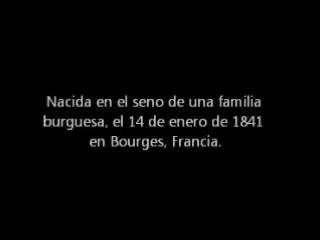 Nacida en el seno de una familia
burguesa, el 14 de enero de 1841
en Bourges, Francia.